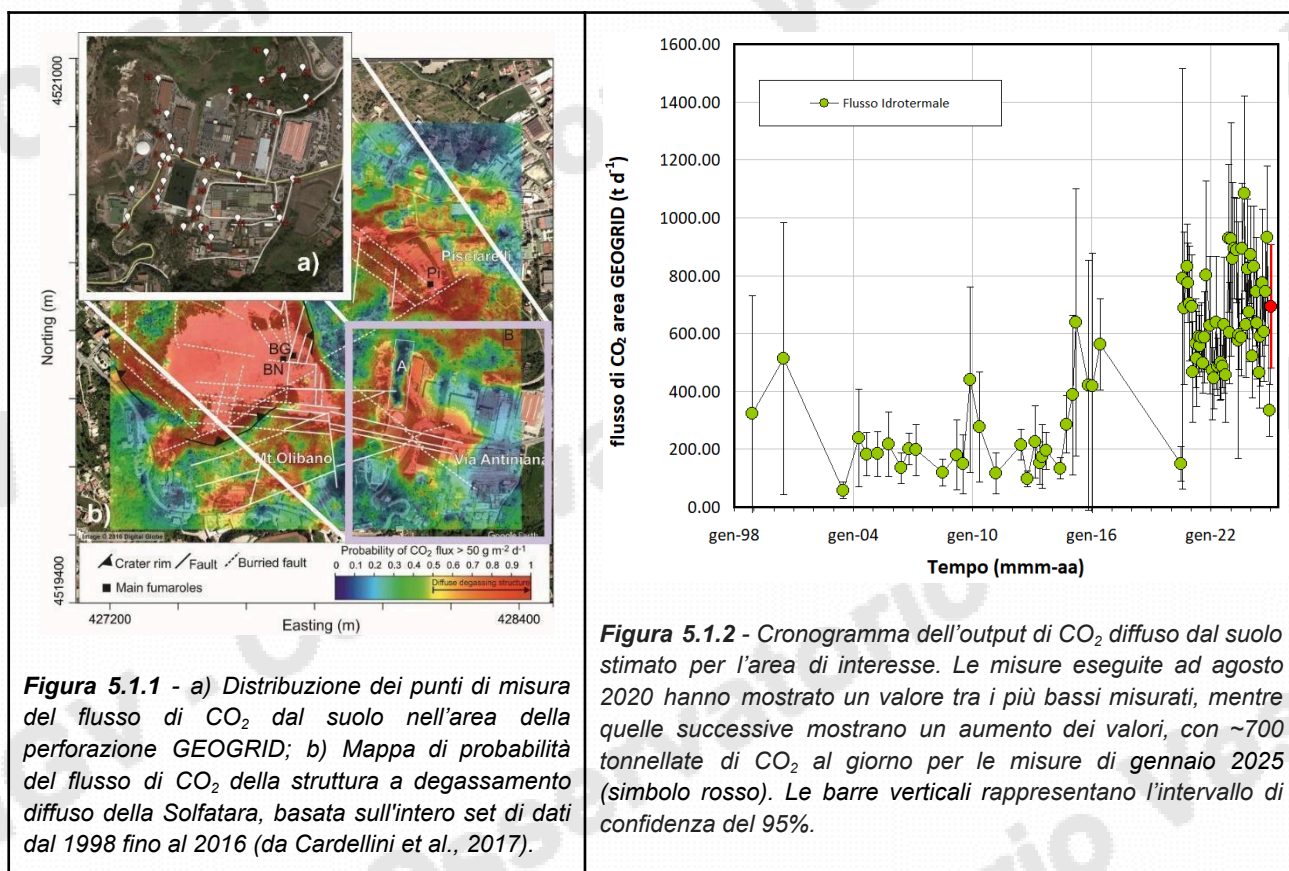 4521000
Norting (m)
4519400
a)
Pisciarelli
Pi
B
BG
BN
A
Mt.Olibano
Via Antiniana
b)
Image © 2016 Digital Globe
Crater rim Fault Burried fault
Main fumaroles
Probability of CO₂ flux > 50 g m⁻² d⁻¹
0 0.1 0.2 0.3 0.4 0.5 0.6 0.7 0.8 0.9 1
Diffuse degassing structure
427200
428400
Easting (m)
Figura 5.1.1 - a) Distribuzione dei punti di misura
del flusso di CO₂ dal suolo nell'area della
perforazione GEOGRID; b) Mappa di probabilità
del flusso di CO₂ della struttura a degassamento
diffuso della Solfatara, basata sull'intero set di dati
dal 1998 fino al 2016 (da Cardellini et al., 2017).
flusso di CO₂ area GEOGRID (t d⁻¹)
1600.00
1400.00
1200.00
1000.00
800.00
600.00
400.00
200.00
0.00
Flusso Idrotermale
gen-98 gen-04 gen-10 gen-16 gen-22
Tempo (mmm-aa)
Figura 5.1.2 - Cronogramma dell'output di CO₂ diffuso dal suolo
stimato per l'area di interesse. Le misure eseguite ad agosto
2020 hanno mostrato un valore tra i più bassi misurati, mentre
quelle successive mostrano un aumento dei valori, con ~700
tonnellate di CO₂ al giorno per le misure di gennaio 2025
(simbolo rosso). Le barre verticali rappresentano l'intervallo di
confidenza del 95%.